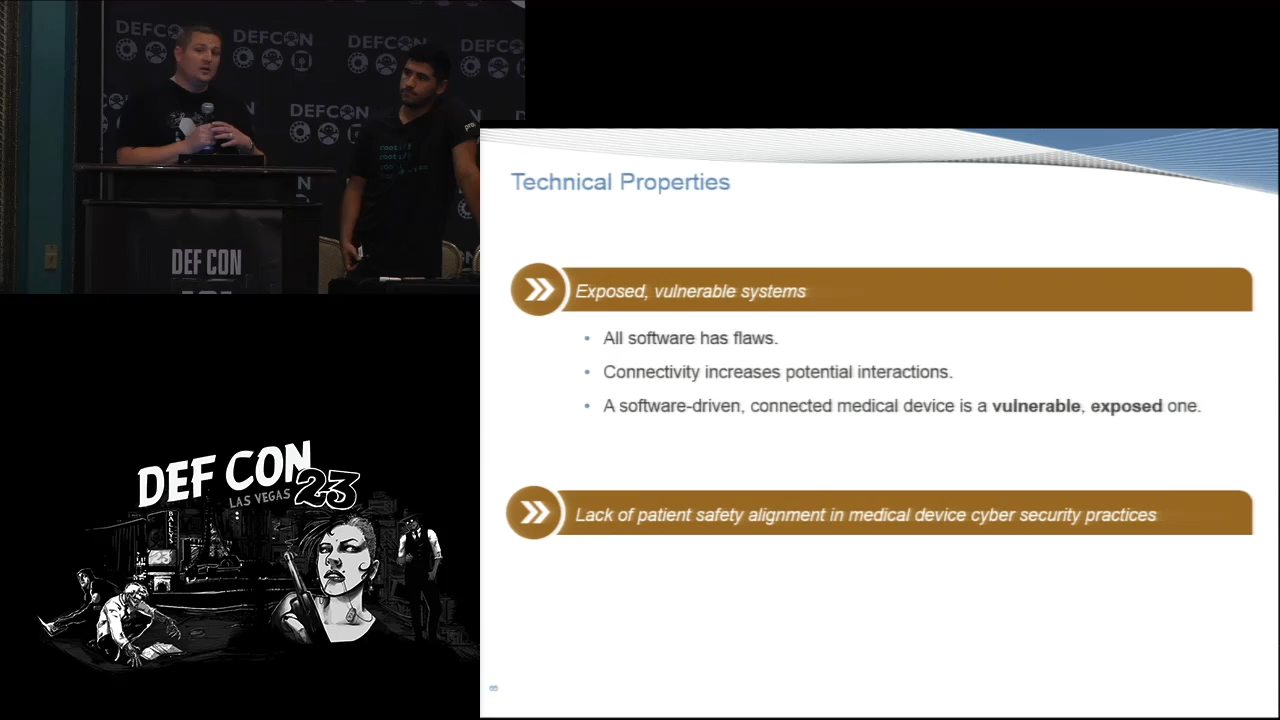 DEFCON
DEFCON
DEFCON
DEFCON
DEFCON
DEF CON
Technical Properties
Exposed, vulnerable systems
• All software has flaws.
• Connectivity increases potential interactions.
• A software-driven, connected medical device is a vulnerable, exposed one.
Lack of patient safety alignment in medical device cyber security practices
DEF CON
LAS VEGAS 23
BALLYS